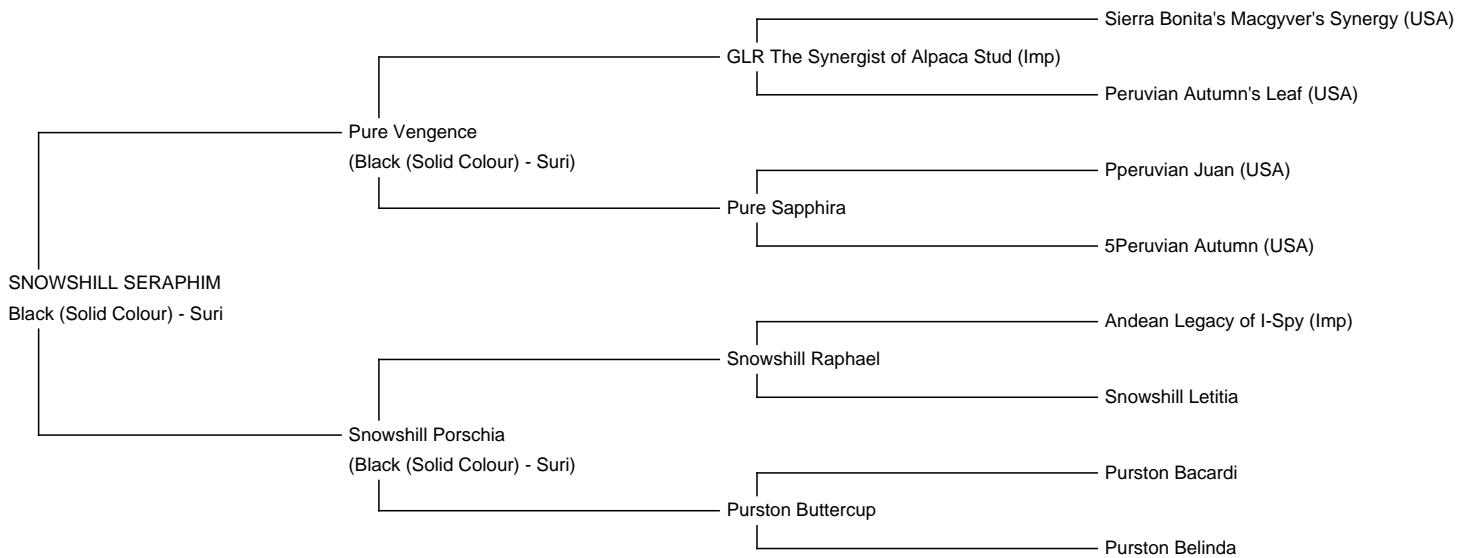 Sierra Bonita's Macgyver's Synergy (USA)
GLR The Synergist of Alpaca Stud (Imp)
Peruvian Autumn's Leaf (USA)
Pure Vengence
(Black (Solid Colour) - Suri)
Pperuvian Juan (USA)
Pure Sapphira
5Peruvian Autumn (USA)
SNOWSHILL SERAPHIM
Black (Solid Colour) - Suri
Andean Legacy of I-Spy (Imp)
Snowshill Raphael
Snowshill Letitia
Snowshill Porschia
(Black (Solid Colour) - Suri)
Purston Bacardi
Purston Buttercup
Purston Belinda